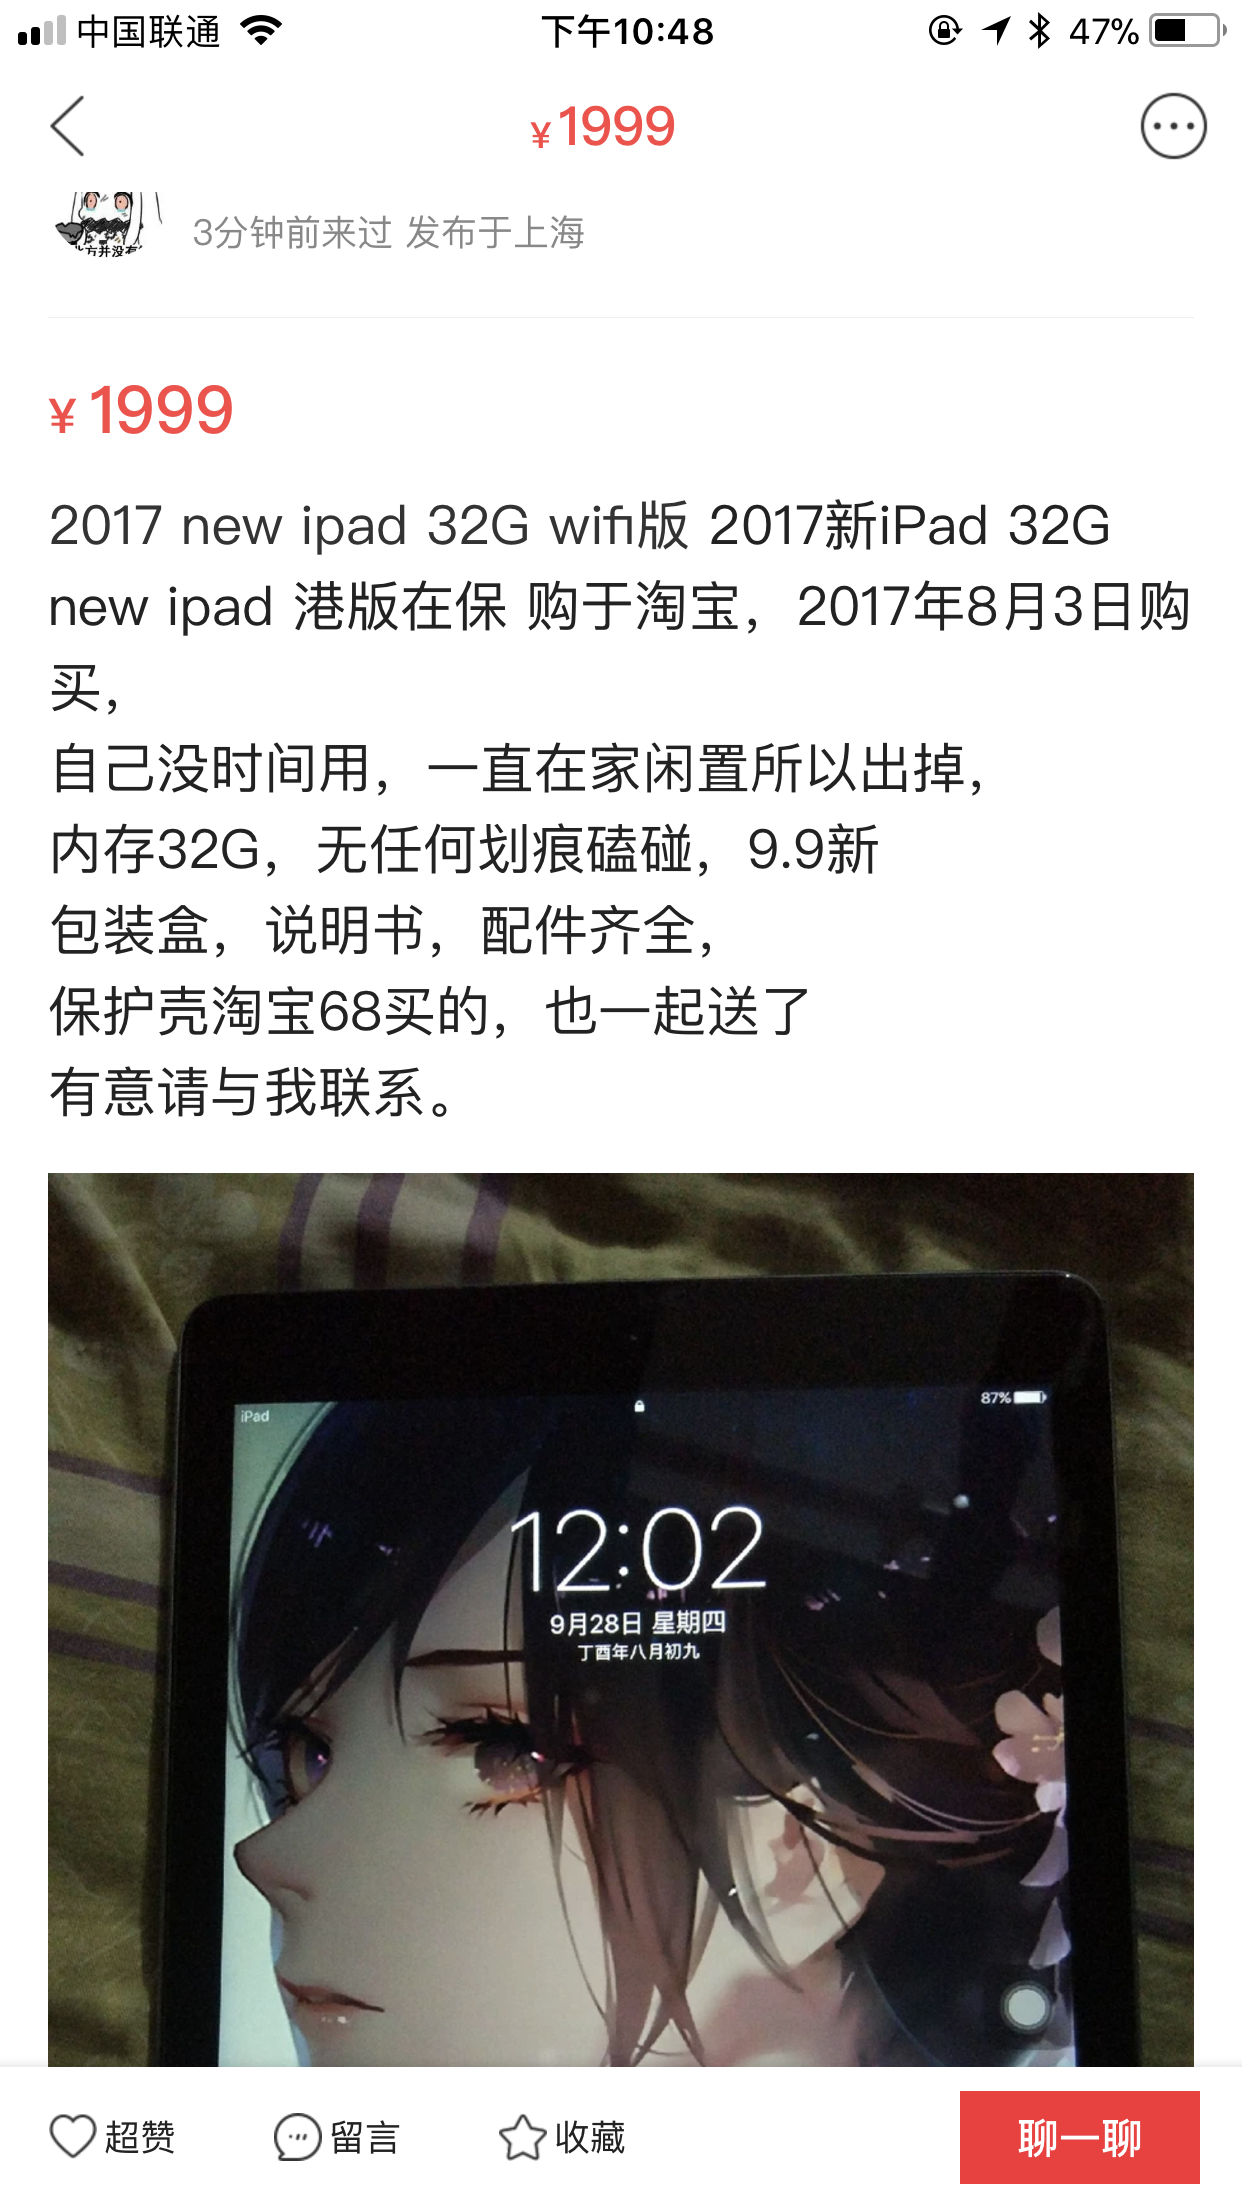 中国联通 下午10:48 47%
¥1999
3分钟前来过 发布于上海
¥1999
2017 new ipad 32G wifi版 2017新iPad 32G
new ipad 港版在保 购于淘宝，2017年8月3日购
买，
自己没时间用，一直在家闲置所以出掉，
内存32G，无任何划痕磕碰，9.9新
包装盒，说明书，配件齐全，
保护壳淘宝68买的，也一起送了
有意请与我联系。
iPad 87%
12:02
9月28日 星期四
丁酉年八月初九
超赞 留言 收藏 聊一聊